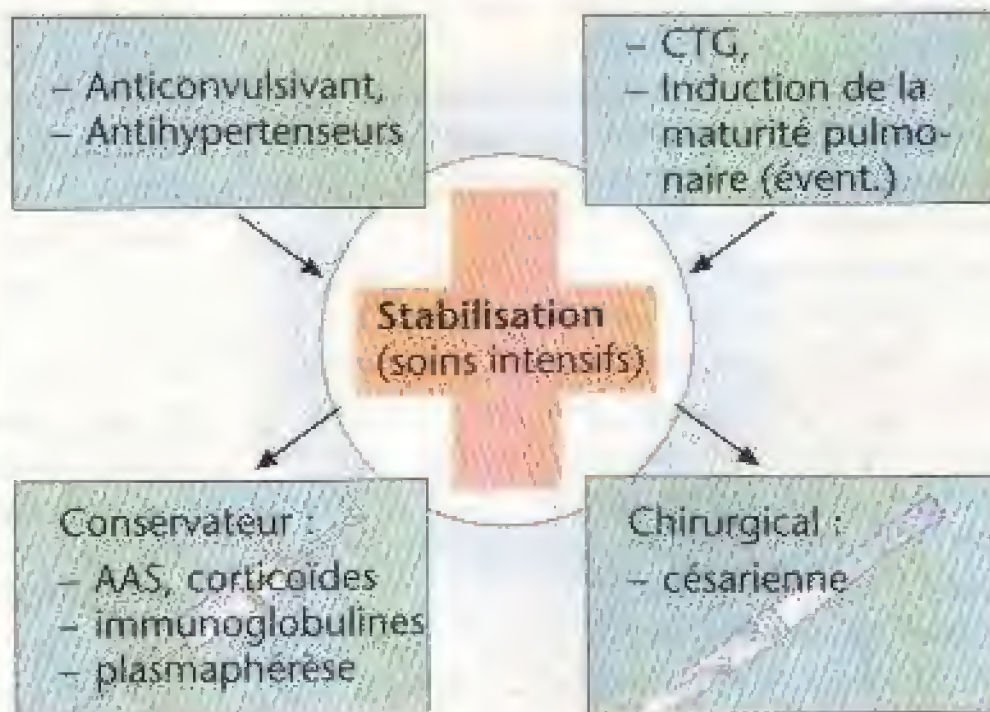 – Anticonvulsivant,
– Antihypertenseurs
– CTG,
– Induction de la
maturité pulmo-
naire (évent.)
Stabilisation
(soins intensifs)
Conservateur :
– AAS, corticoïdes
– immunoglobulines
– plasmaphérèse
Chirurgical :
– césarienne